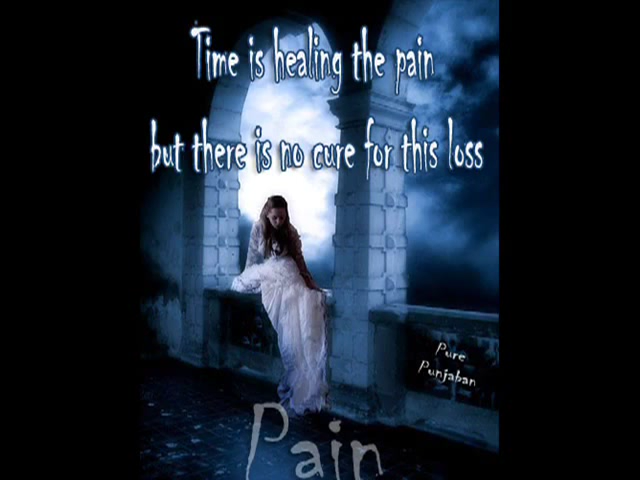 Time is healing the pain
but there is no cure for this loss
Pure
Punjaban
Pain